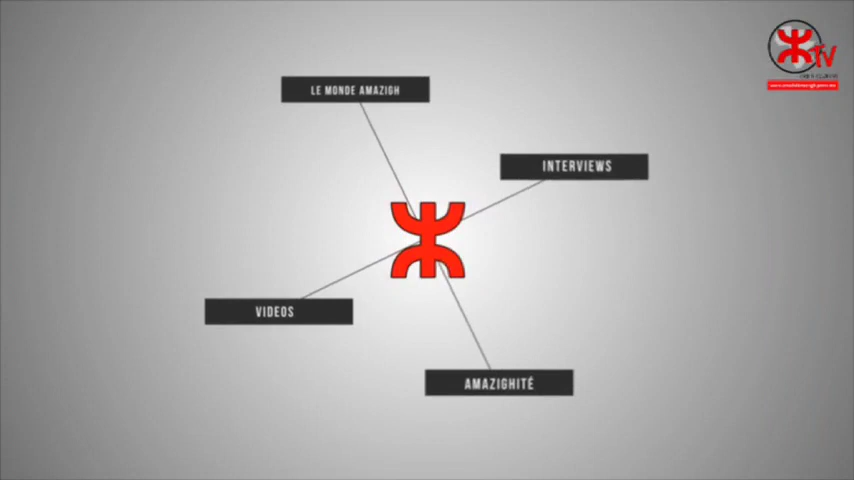 TV
LE MONDE AMAZIGH
INTERVIEWS
VIDEOS
AMAZIGHITÉ